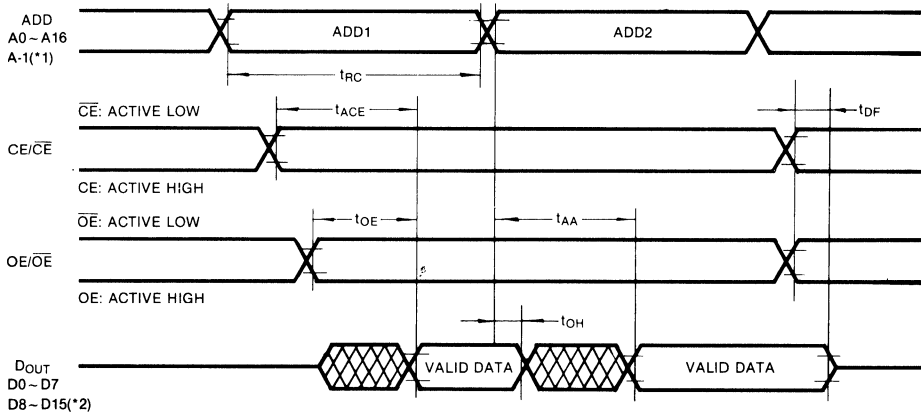 ADD
A0~A16
A-1(*1)
ADD1
ADD2
tRC
CE: ACTIVE LOW
tACE
tDF
CE/CE
CE: ACTIVE HIGH
OE: ACTIVE LOW
tOE
tAA
OE/OE
OE: ACTIVE HIGH
tOH
DOUT
D0~D7
D8~D15(*2)
VALID DATA
VALID DATA